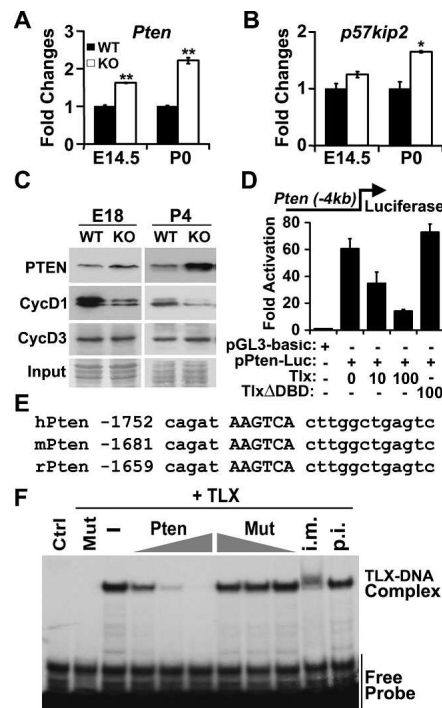 A
Pten
WT
KO
**
**
Fold Changes
2
1
0
E14.5
P0
B
p57kip2
*
Fold Changes
2
1
0
E14.5
P0
C
E18
P4
WT KO
WT KO
PTEN
CycD1
CycD3
Input
D
Pten (-4kb)
Luciferase
Fold Activation
80
60
40
20
0
pGL3-basic: + - - - -
pPten-Luc: - + + + +
Tlx: - 0 10 100 -
TlxΔDBD: - - - - 100
E
hPten -1752 cagat AAGTCA cttggctgagtc
mPten -1681 cagat AAGTCA cttggctgagtc
rPten -1659 cagat AAGTCA cttggctgagtc
F
+ TLX
Ctrl
Mut
–
Pten
Mut
i.m.
p.i.
TLX-DNA
Complex
Free
Probe